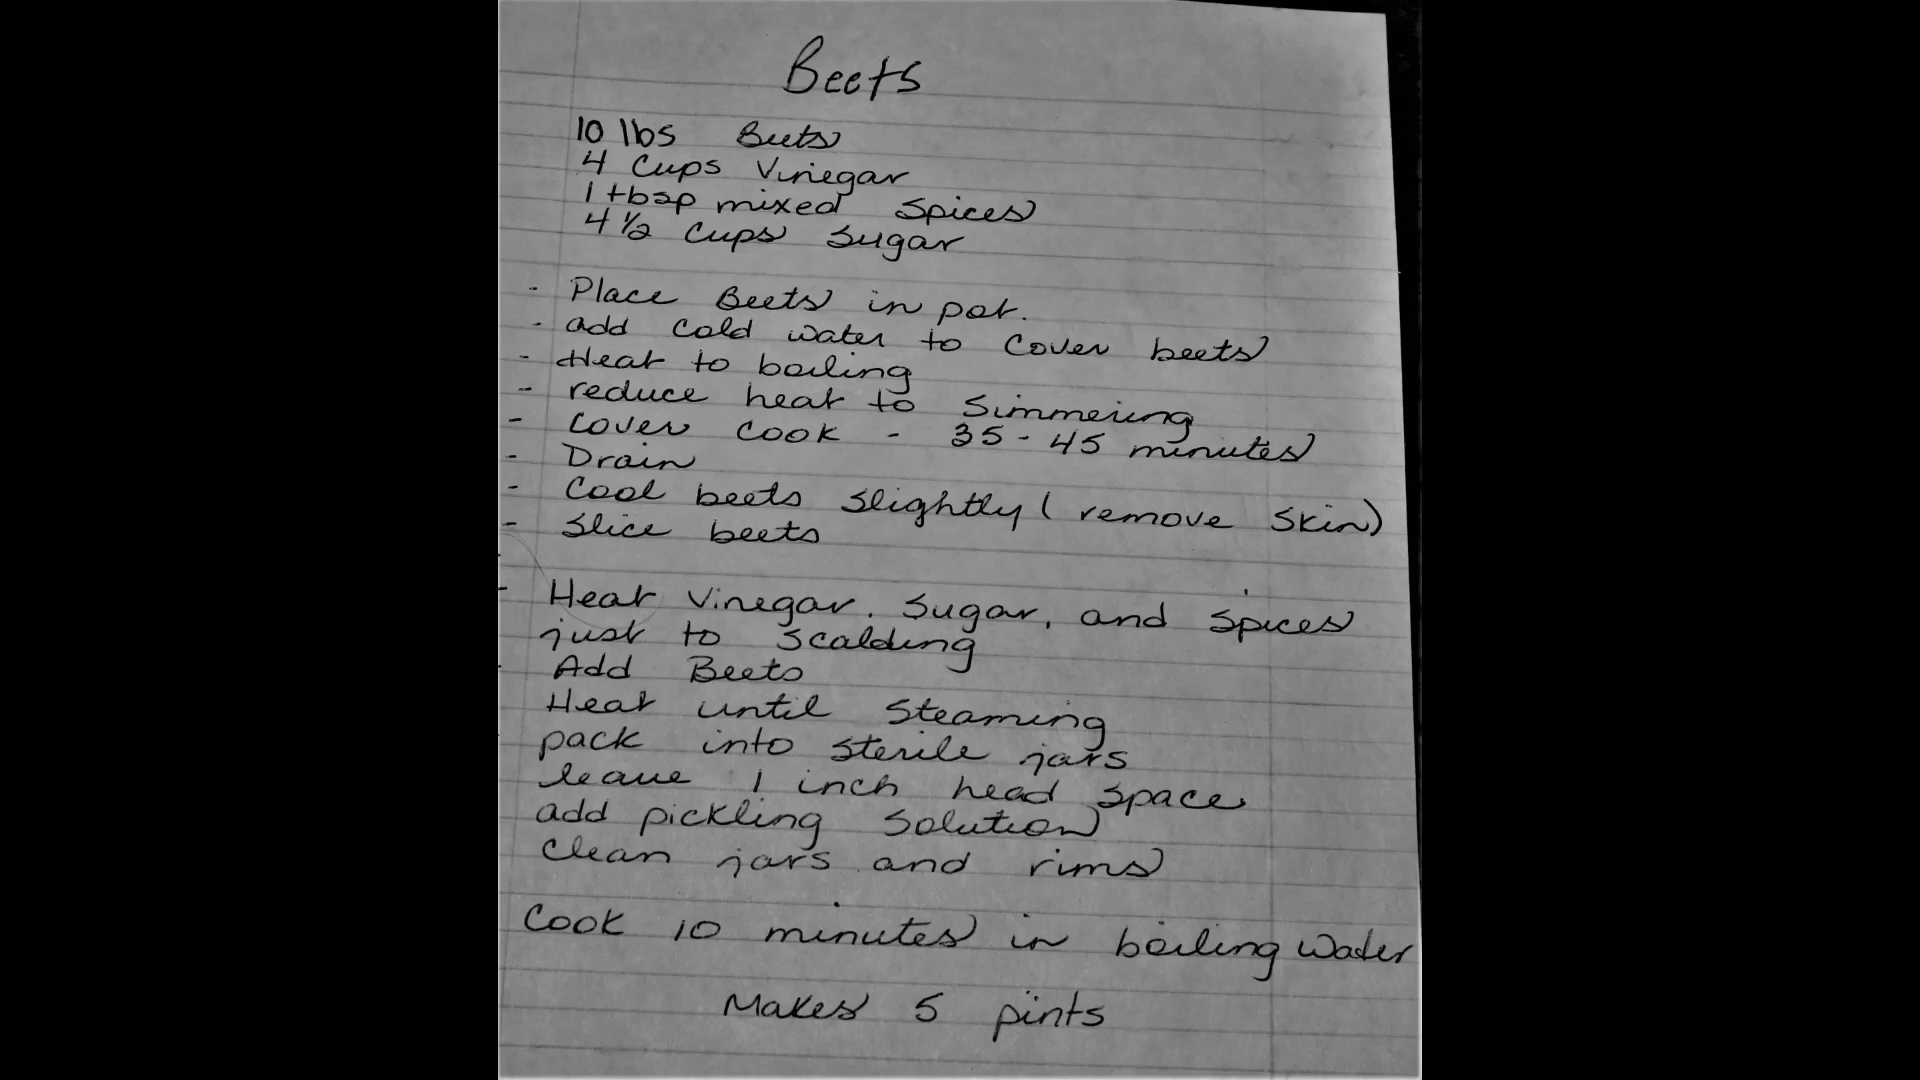 Beets
10 lbs Beets
4 Cups Vinegar
1 tbsp mixed Spices
4 ½ Cups Sugar
- Place Beets in pot.
- add cold water to cover beets
- Heat to boiling
- reduce heat to Simmering
- Cover cook - 35 - 45 minutes
- Drain
- Cool beets slightly ( remove skin)
- Slice beets
- Heat Vinegar. Sugar, and spices
just to scalding
Add Beets
Heat until Steaming
pack into sterile jars
leave 1 inch head space
add pickling solution
clean jars and rims
Cook 10 minutes in boiling water
Makes 5 pints